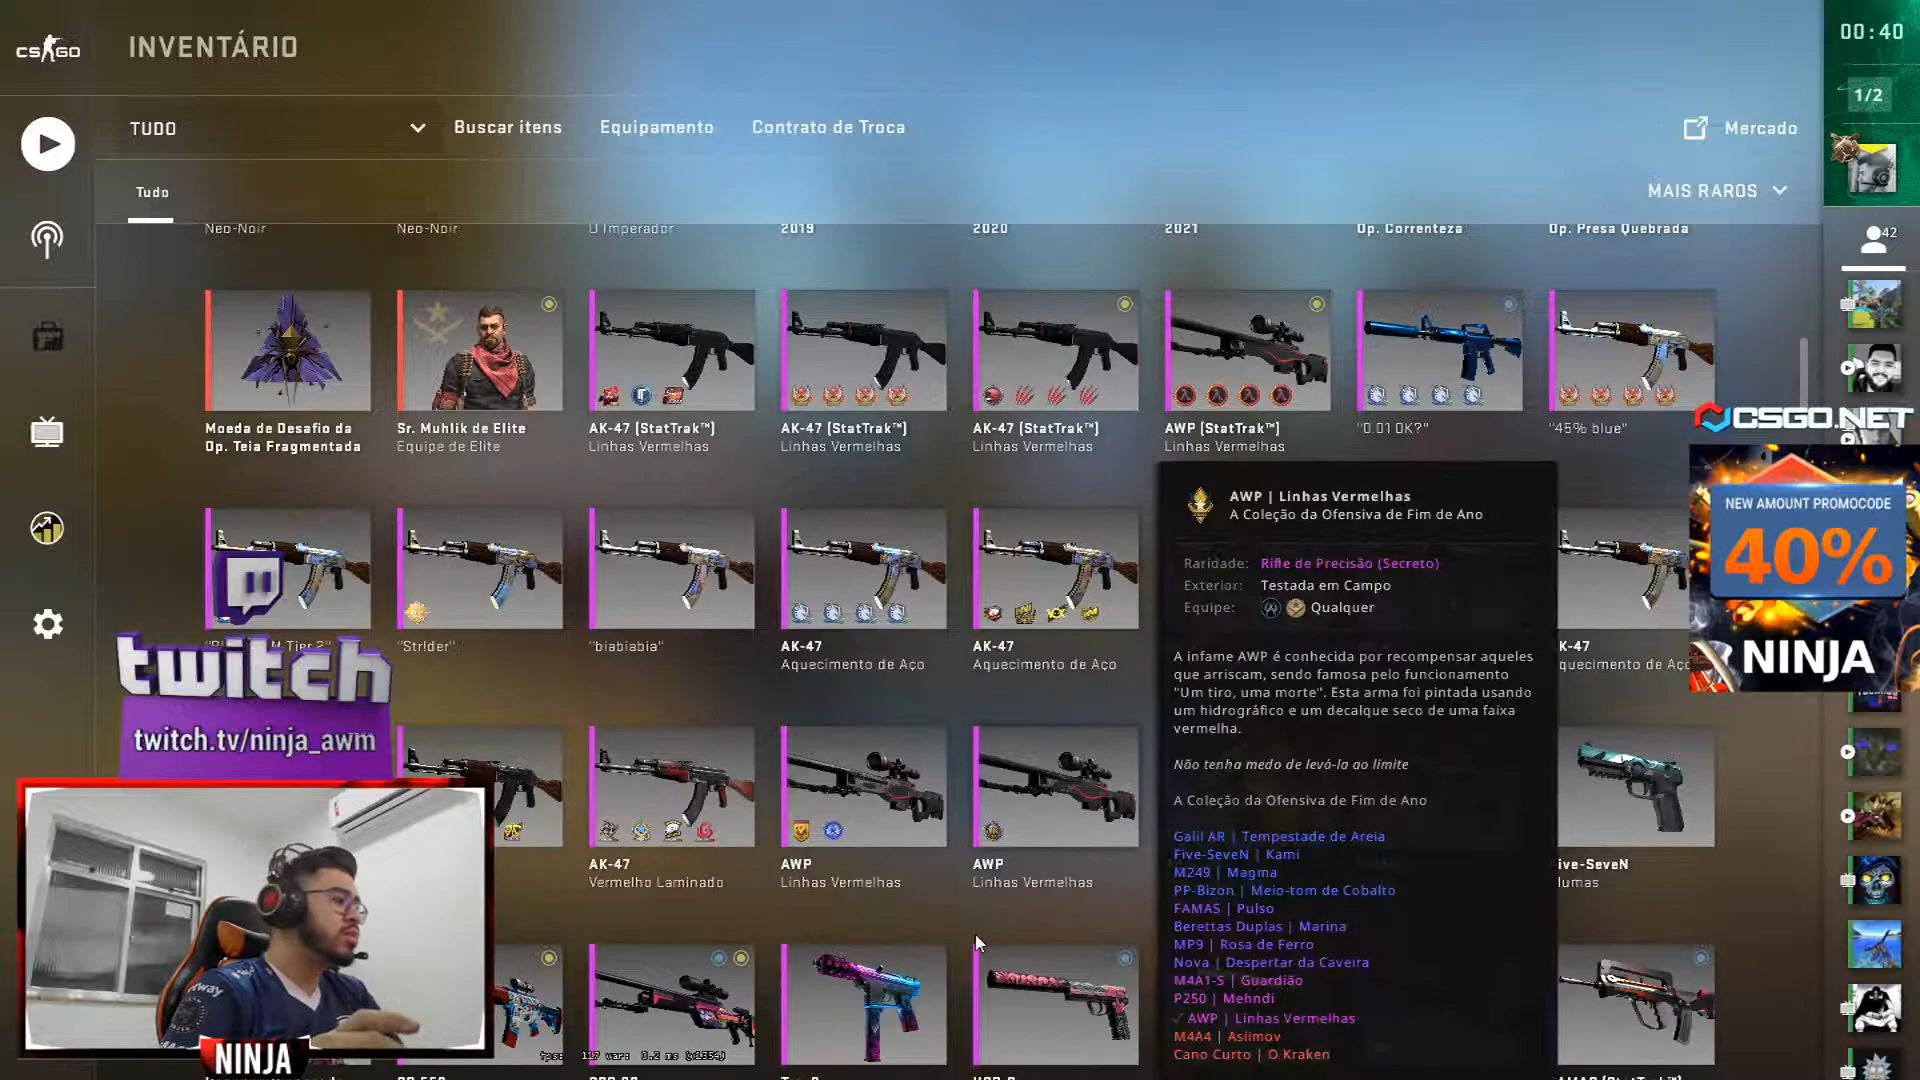 CS GO
INVENTÁRIO
00:40
1/2
TUDO
Buscar itens
Equipamento
Contrato de Troca
Mercado
Tudo
MAIS RAROS
42
Neo-Noir
Neo-Noir
O Imperador
2019
2020
2021
Op. Correnteza
Op. Presa Quebrada
Moeda de Desafio da
Op. Teia Fragmentada
Sr. Muhlik de Elite
Equipe de Elite
AK-47 (StatTrak™)
Linhas Vermelhas
AK-47 (StatTrak™)
Linhas Vermelhas
AK-47 (StatTrak™)
Linhas Vermelhas
AWP (StatTrak™)
Linhas Vermelhas
"0.01 OK?"
"45% blue"
CSGO.NET
NEW AMOUNT PROMOCODE
40%
NINJA
M Tier 2"
"Str!der"
"biabiabia"
AK-47
Aquecimento de Aço
AK-47
Aquecimento de Aço
K-47
quecimento de Aço
AWP | Linhas Vermelhas
A Coleção da Ofensiva de Fim de Ano
Raridade: Rifle de Precisão (Secreto)
Exterior: Testada em Campo
Equipe: Qualquer
A infame AWP é conhecida por recompensar aqueles
que arriscam, sendo famosa pelo funcionamento
"Um tiro, uma morte". Esta arma foi pintada usando
um hidrográfico e um decalque seco de uma faixa
vermelha.
Não tenha medo de levá-la ao limite
A Coleção da Ofensiva de Fim de Ano
Galil AR | Tempestade de Areia
Five-SeveN | Kami
M249 | Magma
PP-Bizon | Meio-tom de Cobalto
FAMAS | Pulso
Berettas Duplas | Marina
MP9 | Rosa de Ferro
Nova | Despertar da Caveira
M4A1-S | Guardião
P250 | Mehndi
✓ AWP | Linhas Vermelhas
M4A4 | Asiimov
Cano Curto | O Kraken
twitch
twitch.tv/ninja_awm
AK-47
Vermelho Laminado
AWP
Linhas Vermelhas
AWP
Linhas Vermelhas
ive-SeveN
lumas
NINJA
fps: 117 var: 3.2 ms